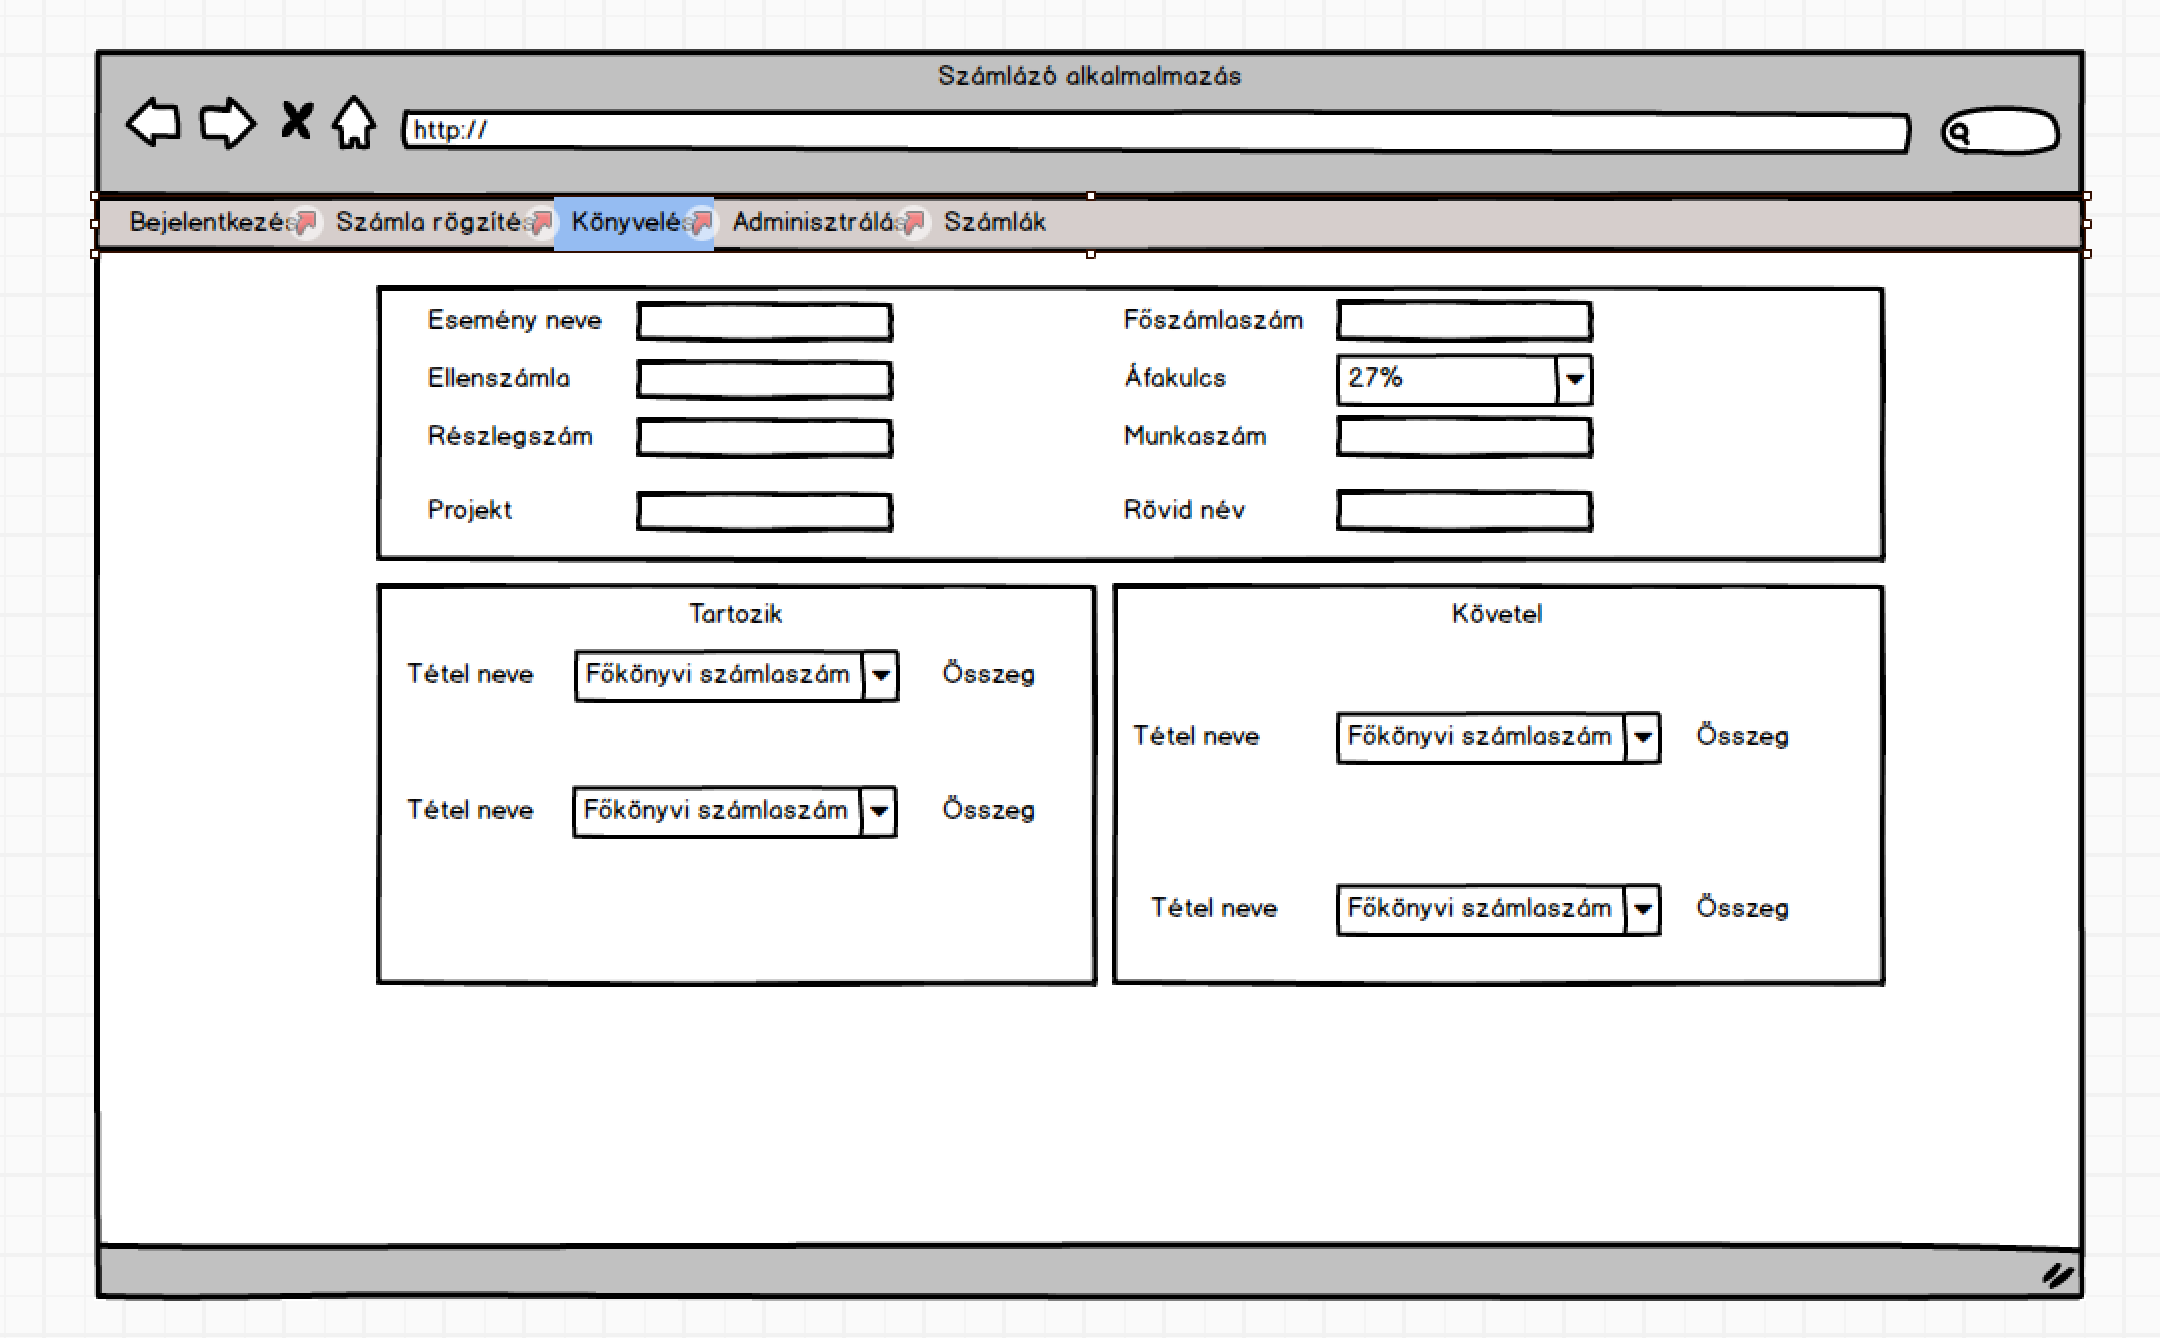 Számlázó alkalmalmazás
http://
Bejelentkezés Számla rögzítés Könyvelés Adminisztrálás Számlák
Esemény neve Főszámlaszám
Ellenszámla Áfakulcs 27%
Részlegszám Munkaszám
Projekt Rövid név
Tartozik Követel
Tétel neve Főkönyvi számlaszám Összeg
Tétel neve Főkönyvi számlaszám Összeg
Tétel neve Főkönyvi számlaszám Összeg
Tétel neve Főkönyvi számlaszám Összeg